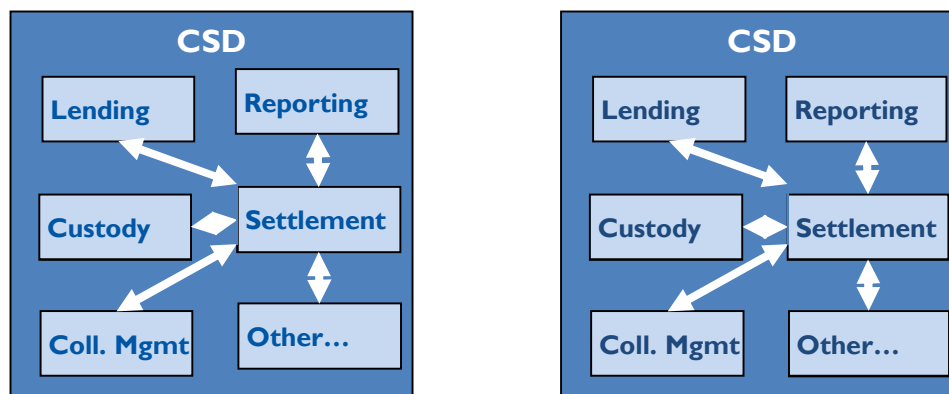 CSD
Lending
Reporting
Custody
Settlement
Coll. Mgmt
Other…
CSD
Lending
Reporting
Custody
Settlement
Coll. Mgmt
Other…